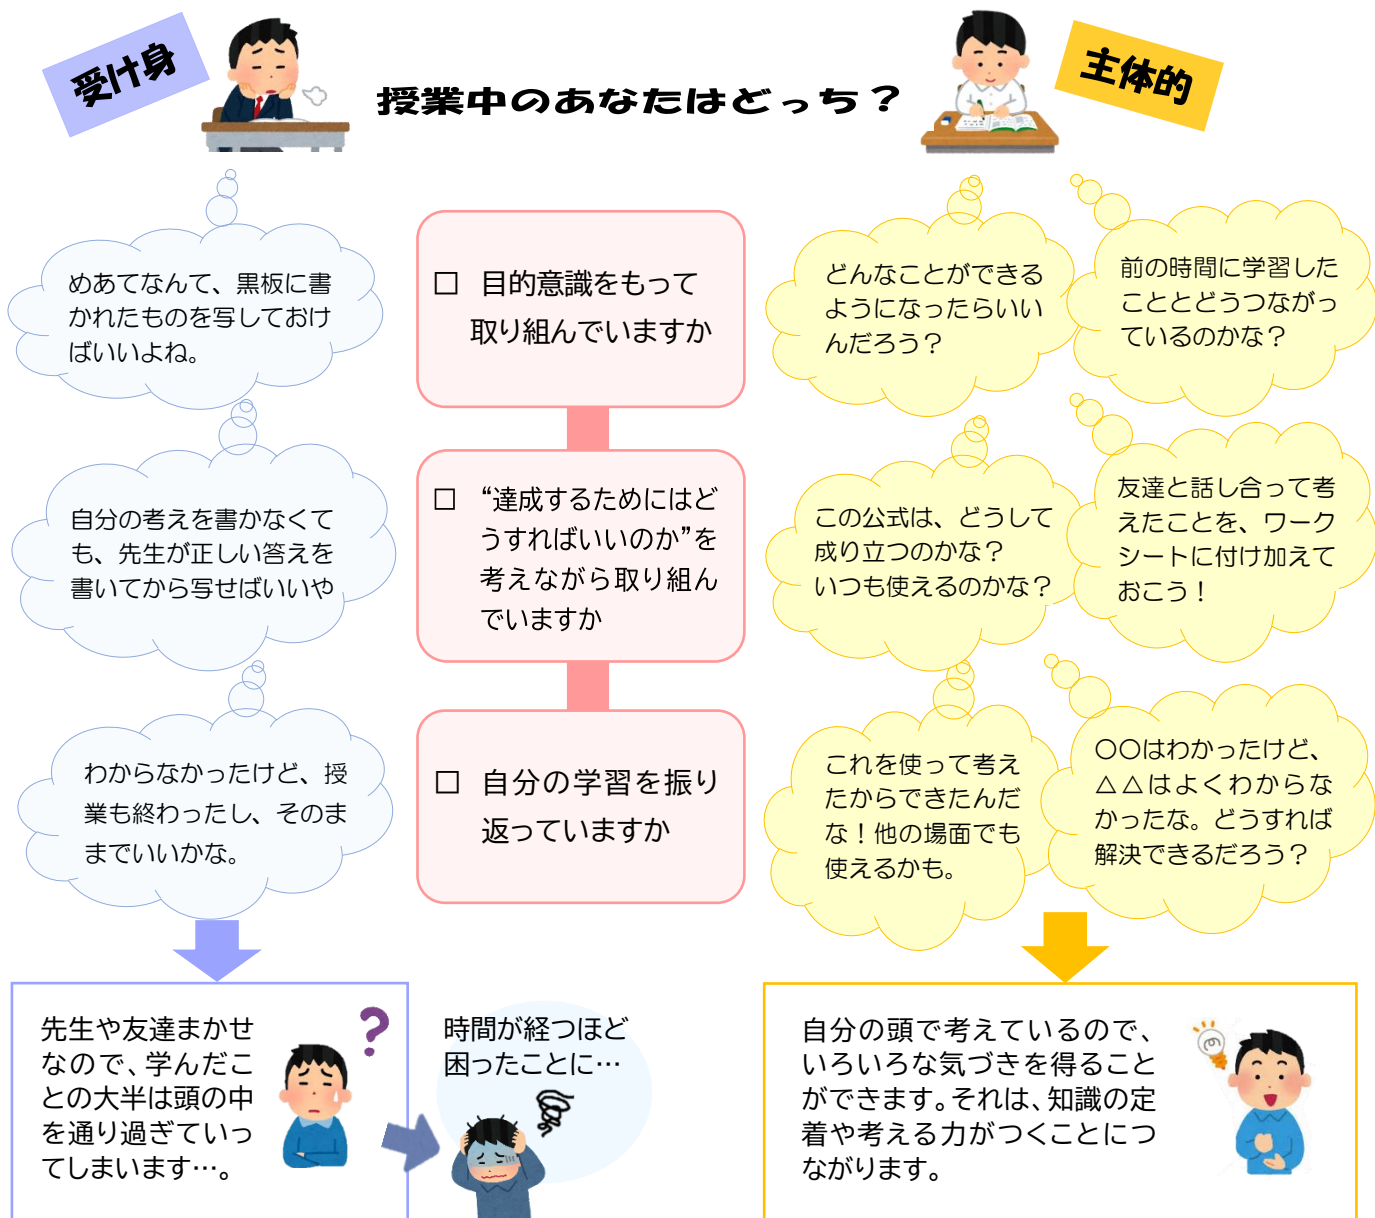 受け身
授業中のあなたはどっち？
主体的
めあてなんて、黒板に書
かれたものを写しておけ
ばいいよね。
□ 目的意識をもって
取り組んでいますか
どんなことができる
ようになったらいい
んだろう？
前の時間に学習した
こととどうつながっ
ているのかな？
自分の考えを書かなくて
も、先生が正しい答えを
書いてから写せばいいや
□ “達成するためにはど
うすればいいのか”を
考えながら取り組ん
でいますか
この公式は、どうして
成り立つのかな？
いつも使えるのかな？
友達と話し合って考
えたことを、ワーク
シートに付け加えて
おこう！
わからなかったけど、授
業も終わったし、そのま
までいいかな。
□ 自分の学習を振り
返っていますか
これを使って考え
たからできたんだ
な！他の場面でも
使えるかも。
〇〇はわかったけど、
△△はよくわからな
かったな。どうすれば
解決できるだろう？
先生や友達まかせ
なので、学んだこ
との大半は頭の中
を通り過ぎていっ
てしまいます…。
?
時間が経つほど
困ったことに…
自分の頭で考えているので、
いろいろな気づきを得ること
ができます。それは、知識の定
着や考える力がつくことにつ
ながります。